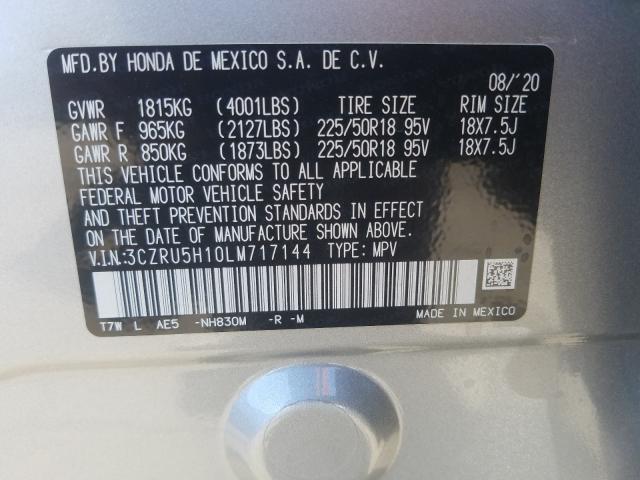 MFD.BY HONDA DE MEXICO S.A. DE C.V.
08/'20
GVWR 1815KG (4001LBS) TIRE SIZE RIM SIZE
GAWR F 965KG (2127LBS) 225/50R18 95V 18X7.5J
GAWR R 850KG (1873LBS) 225/50R18 95V 18X7.5J
THIS VEHICLE CONFORMS TO ALL APPLICABLE
FEDERAL MOTOR VEHICLE SAFETY
AND THEFT PREVENTION STANDARDS IN EFFECT
ON DATE OF MANUFACTURE SHOWN ABOVE.
V.I.N:3CZRU5H10LM717144 TYPE: MPV
T7W L AE5 -NH830M -R -M MADE IN MEXICO